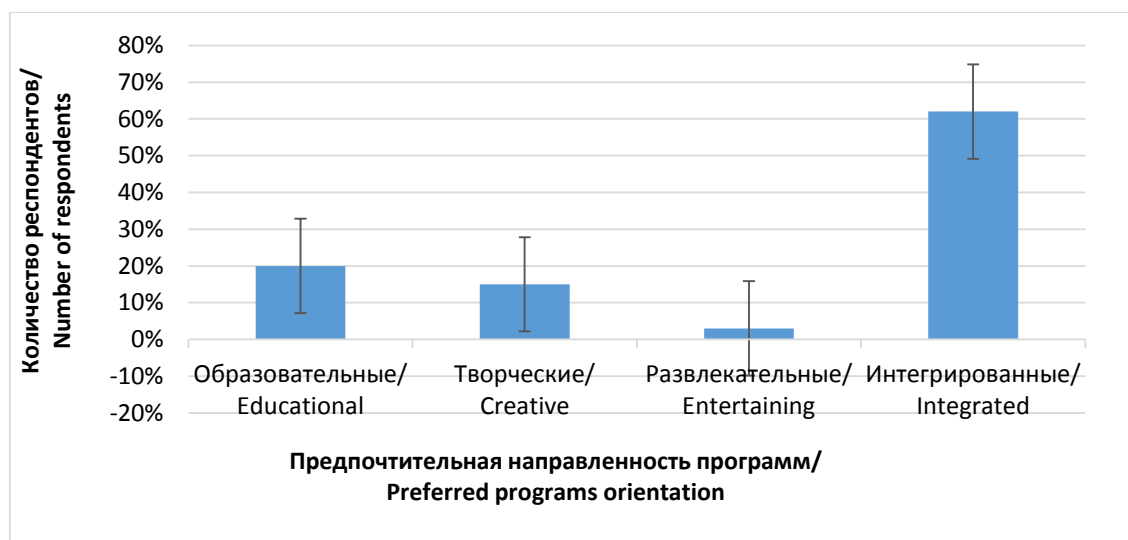 Количество респондентов/
Number of respondents
80%
70%
60%
50%
40%
30%
20%
10%
0%
-10%
-20%
Образовательные/
Educational
Творческие/
Creative
Развлекательные/
Entertaining
Интегрированные/
Integrated
Предпочтительная направленность программ/
Preferred programs orientation